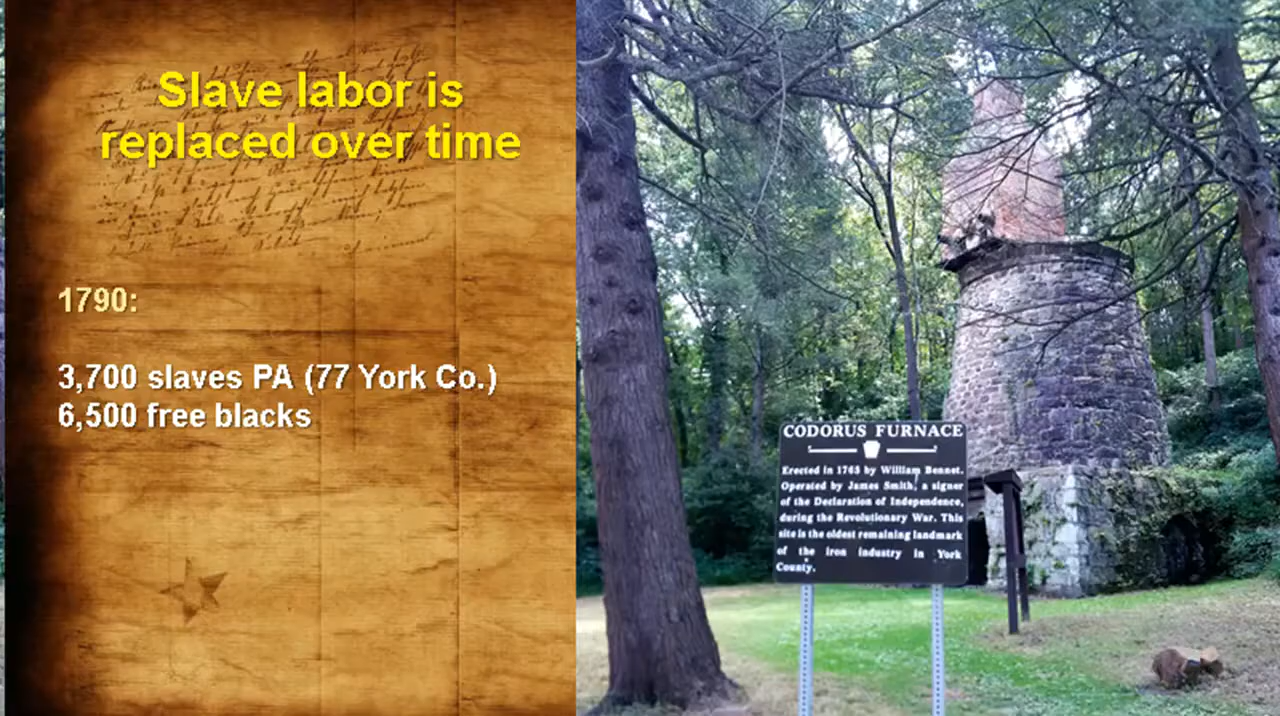 Slave labor is
replaced over time
1790:
3,700 slaves PA (77 York Co.)
6,500 free blacks
CODORUS FURNACE
Erected in 1765 by William Bennet.
Operated by James Smith, a signer
of the Declaration of Independence,
during the Revolutionary War. This
site is the oldest remaining landmark
of the iron industry in York
County.